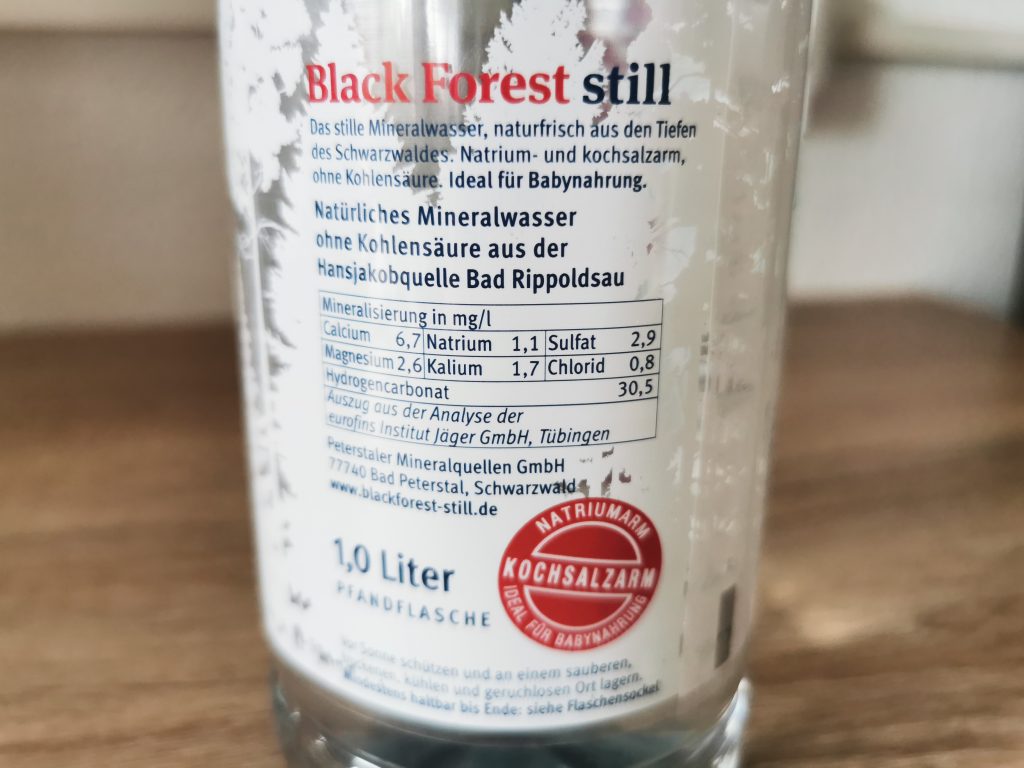 Black Forest still
Das stille Mineralwasser, naturfrisch aus den Tiefen
des Schwarzwaldes. Natrium- und kochsalzarm,
ohne Kohlensäure. Ideal für Babynahrung.
Natürliches Mineralwasser
ohne Kohlensäure aus der
Hansjakobquelle Bad Rippoldsau
Mineralisierung in mg/l
Calcium 6,7 Natrium 1,1 Sulfat 2,9
Magnesium 2,6 Kalium 1,7 Chlorid 0,8
Hydrogencarbonat 30,5
Auszug aus der Analyse der
eurofins Institut Jäger GmbH, Tübingen
Peterstaler Mineralquellen GmbH
77740 Bad Peterstal, Schwarzwald
www.blackforest-still.de
NATRIUMARM
KOCHSALZARM
IDEAL FÜR BABYNAHRUNG
1,0 Liter
PFANDFLASCHE
Vor Sonne schützen und an einem sauberen,
kühlen und geruchlosen Ort lagern.
Mindestens haltbar bis Ende: siehe Flaschensockel